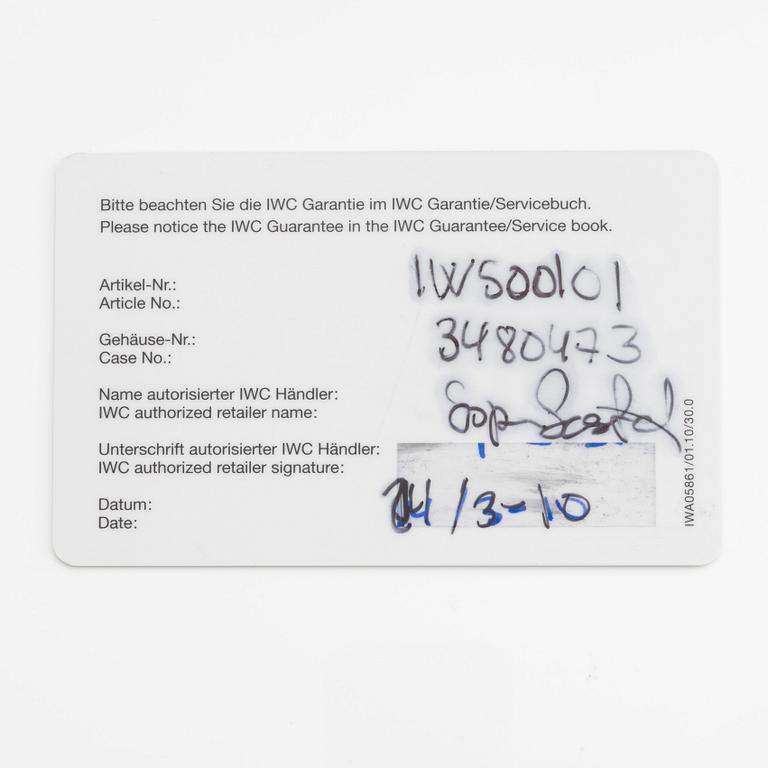 Bitte beachten Sie die IWC Garantie im IWC Garantie/Servicebuch.
Please notice the IWC Guarantee in the IWC Guarantee/Service book.
Artikel-Nr.:
Article No.: IW500101
Gehäuse-Nr.:
Case No.: 3480473
Name autorisierter IWC Händler:
IWC authorized retailer name:
Unterschrift autorisierter IWC Händler:
IWC authorized retailer signature:
Datum:
Date: 24/3-10
IWA05861/01.10/30.0